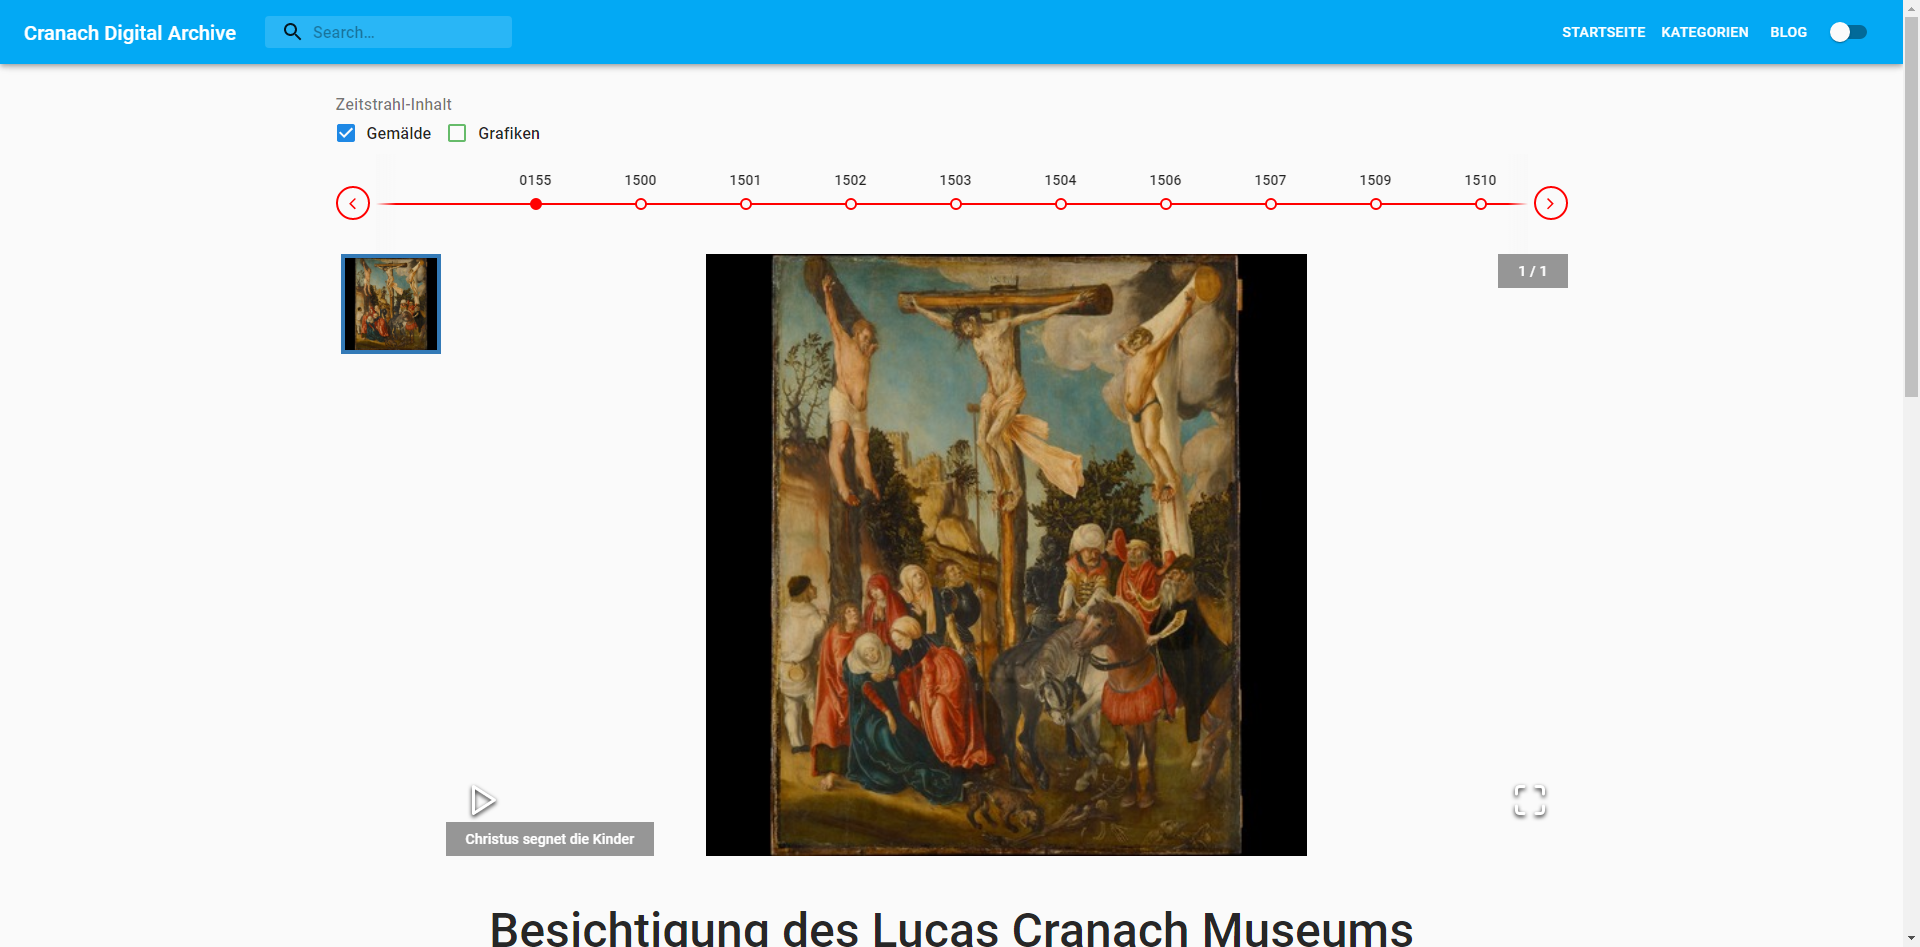 Cranach Digital Archive
Search…
STARTSEITE
KATEGORIEN
BLOG
Zeitstrahl-Inhalt
Gemälde
Grafiken
0155
1500
1501
1502
1503
1504
1506
1507
1509
1510
1 / 1
Christus segnet die Kinder
Besichtigung des Lucas Cranach Museums